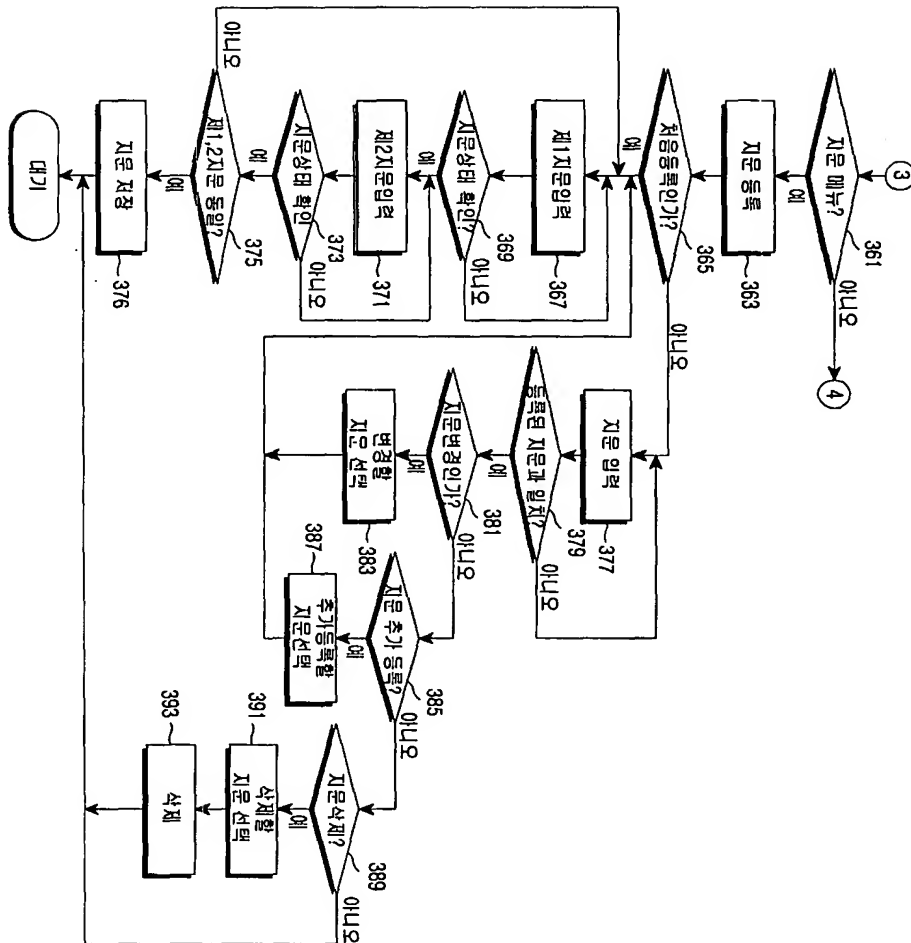 3
지문 메뉴?
361
예
아니오
4
지문 등록
363
처음등록인가?
365
예
아니오
제1지문입력
367
지문상태 확인?
369
예
아니오
제2지문입력
371
지문상태 확인
373
예
아니오
제1,2지문 동일?
375
예
아니오
지문 저장
376
대기
지문 입력
377
등록된 지문과 일치?
379
예
아니오
지문변경인가?
381
예
아니오
변경할
지문 선택
383
지문 추가 등록?
385
예
아니오
추가등록할
지문선택
387
지문삭제?
389
예
아니오
삭제할
지문 선택
391
삭제
393